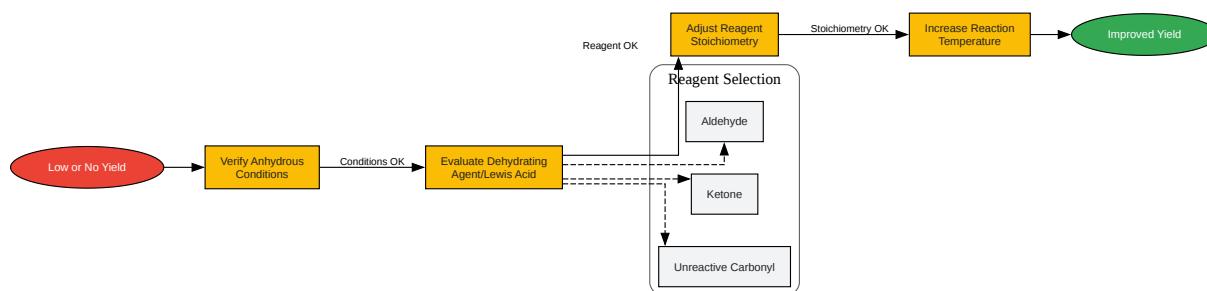 Low or No Yield
Verify Anhydrous
Conditions
Conditions OK
Evaluate Dehydrating
Agent/Lewis Acid
Reagent OK
Adjust Reagent
Stoichiometry
Stoichiometry OK
Increase Reaction
Temperature
Improved Yield
Reagent Selection
Aldehyde
Ketone
Unreactive Carbonyl